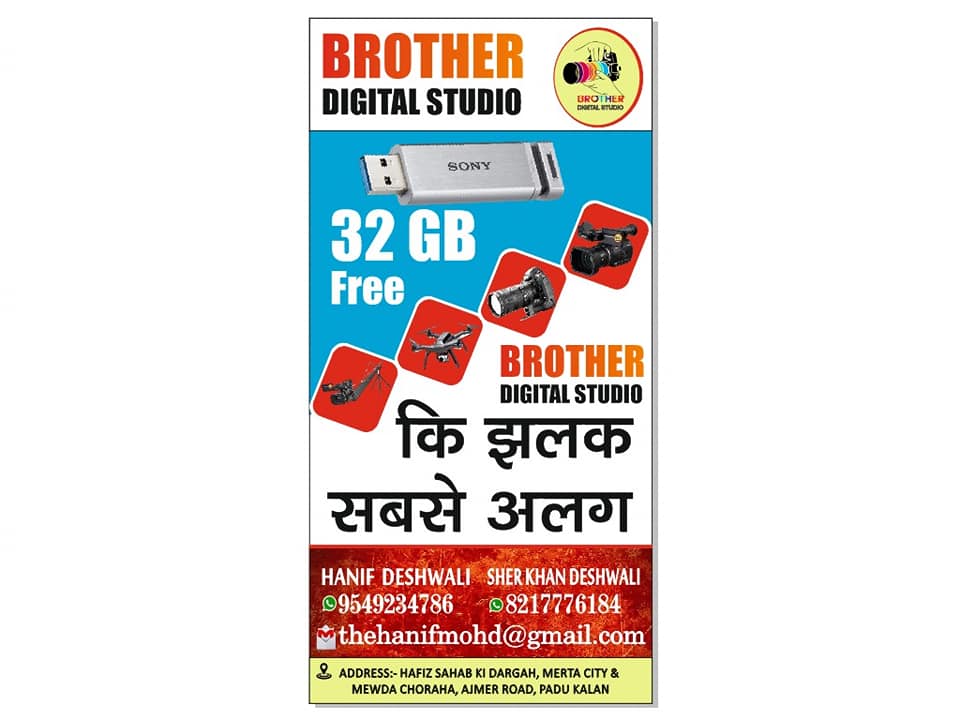 BROTHER
DIGITAL STUDIO
BROTHER
DIGITAL STUDIO
SONY
32 GB
Free
BROTHER
DIGITAL STUDIO
कि झलक
सबसे अलग
HANIF DESHWALI SHER KHAN DESHWALI
9549234786 8217776184
thehanifmohd@gmail.com
ADDRESS:- HAFIZ SAHAB KI DARGAH, MERTA CITY &
MEWDA CHORAHA, AJMER ROAD, PADU KALAN